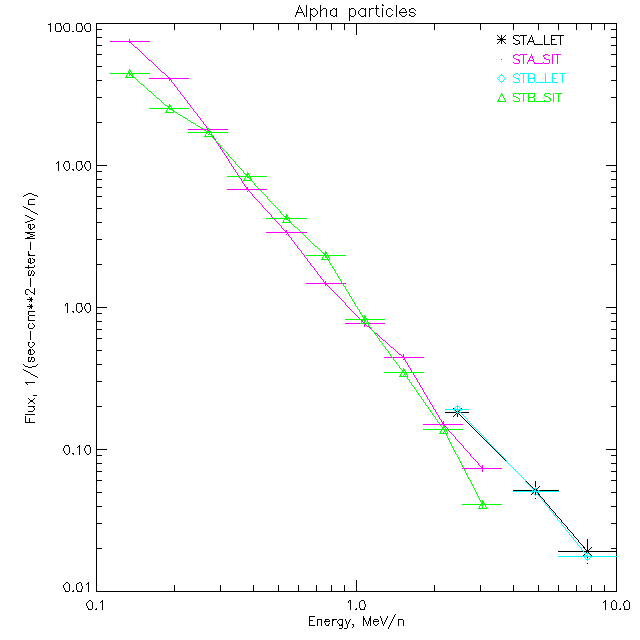 Alpha particles
100.00
10.00
1.00
0.10
0.01
Flux, 1/(sec-cm**2-ster-MeV/n)
STA_LET
STA_SIT
STB_LET
STB_SIT
0.1 1.0 10.0
Energy, MeV/n